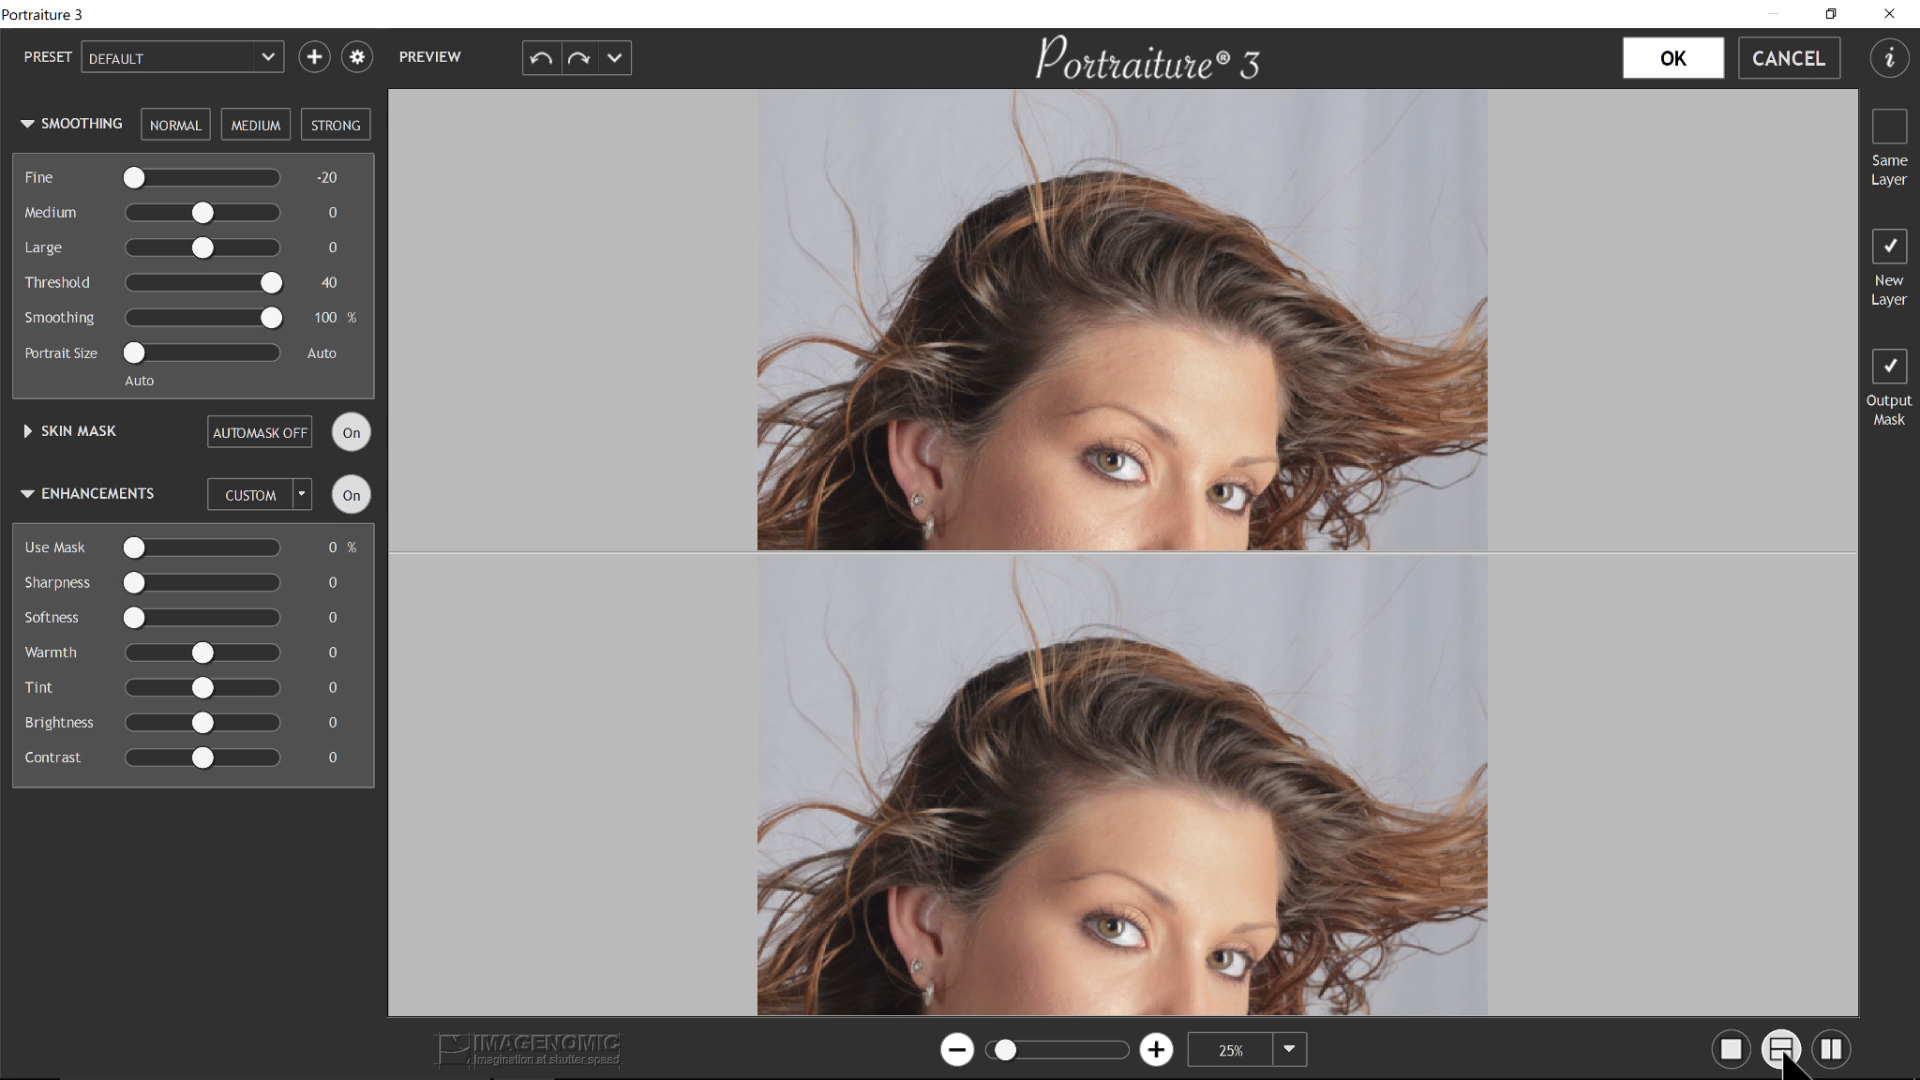 Portraiture 3
PRESET DEFAULT
PREVIEW
Portraiture® 3
OK
CANCEL
i
SMOOTHING NORMAL MEDIUM STRONG
Fine -20
Medium 0
Large 0
Threshold 40
Smoothing 100 %
Portrait Size Auto
Auto
SKIN MASK AUTOMASK OFF On
ENHANCEMENTS CUSTOM On
Use Mask 0 %
Sharpness 0
Softness 0
Warmth 0
Tint 0
Brightness 0
Contrast 0
Same
Layer
New
Layer
Output
Mask
IMAGENOMIC
Imagination at shutter speed
25%